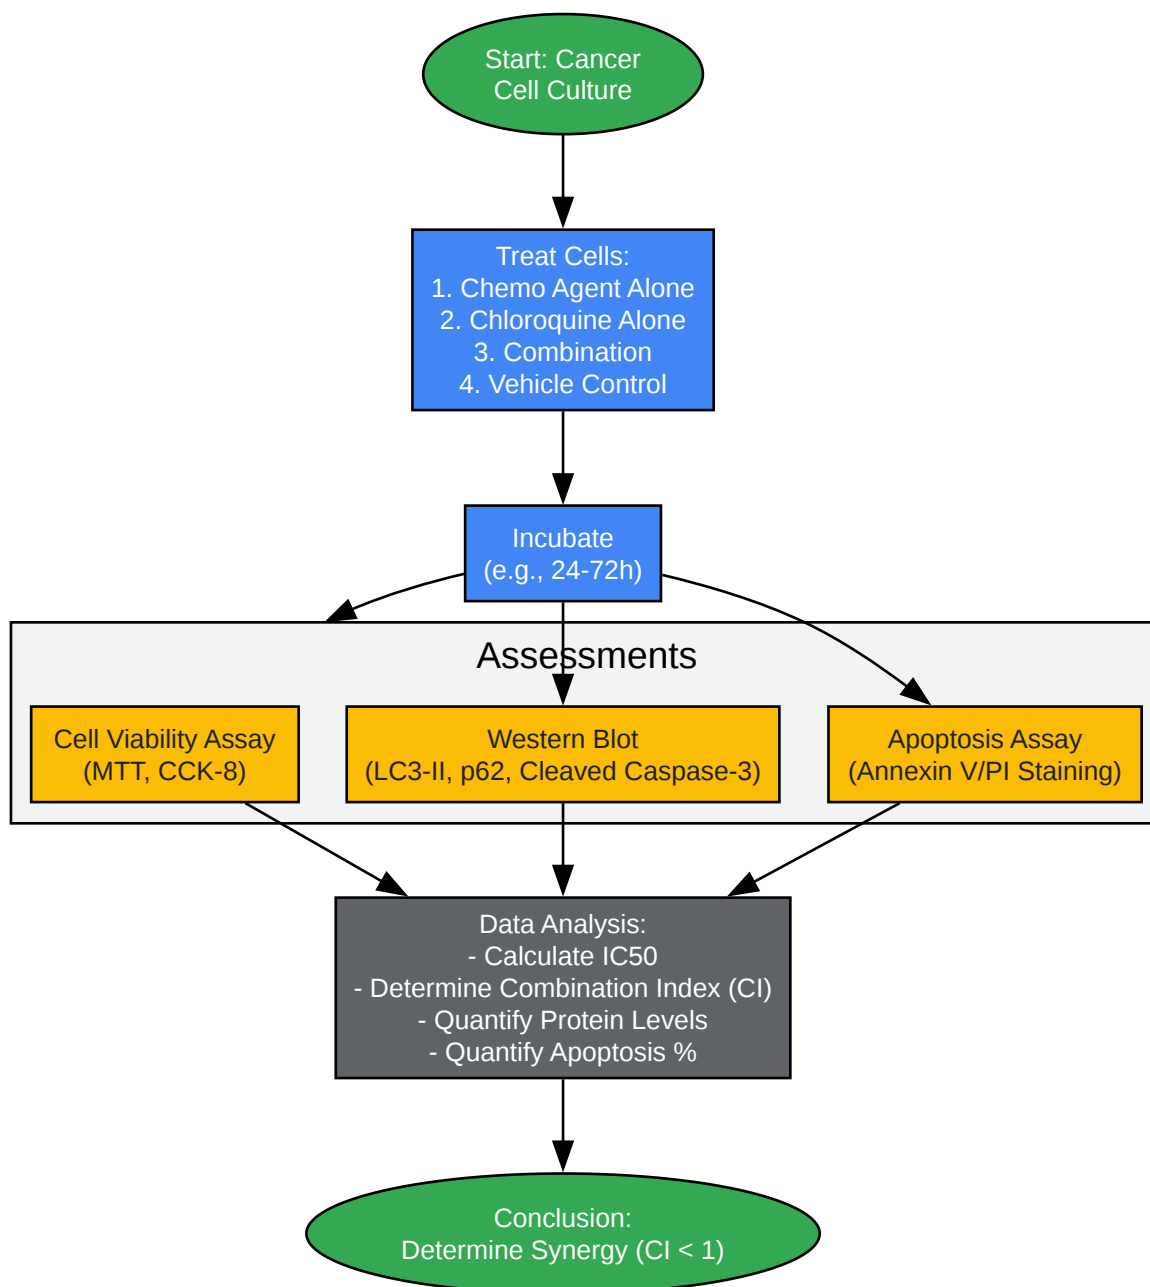 Start: Cancer
Cell Culture
Treat Cells:
1. Chemo Agent Alone
2. Chloroquine Alone
3. Combination
4. Vehicle Control
Incubate
(e.g., 24-72h)
Assessments
Cell Viability Assay
(MTT, CCK-8)
Western Blot
(LC3-II, p62, Cleaved Caspase-3)
Apoptosis Assay
(Annexin V/PI Staining)
Data Analysis:
- Calculate IC50
- Determine Combination Index (CI)
- Quantify Protein Levels
- Quantify Apoptosis %
Conclusion:
Determine Synergy (CI < 1)